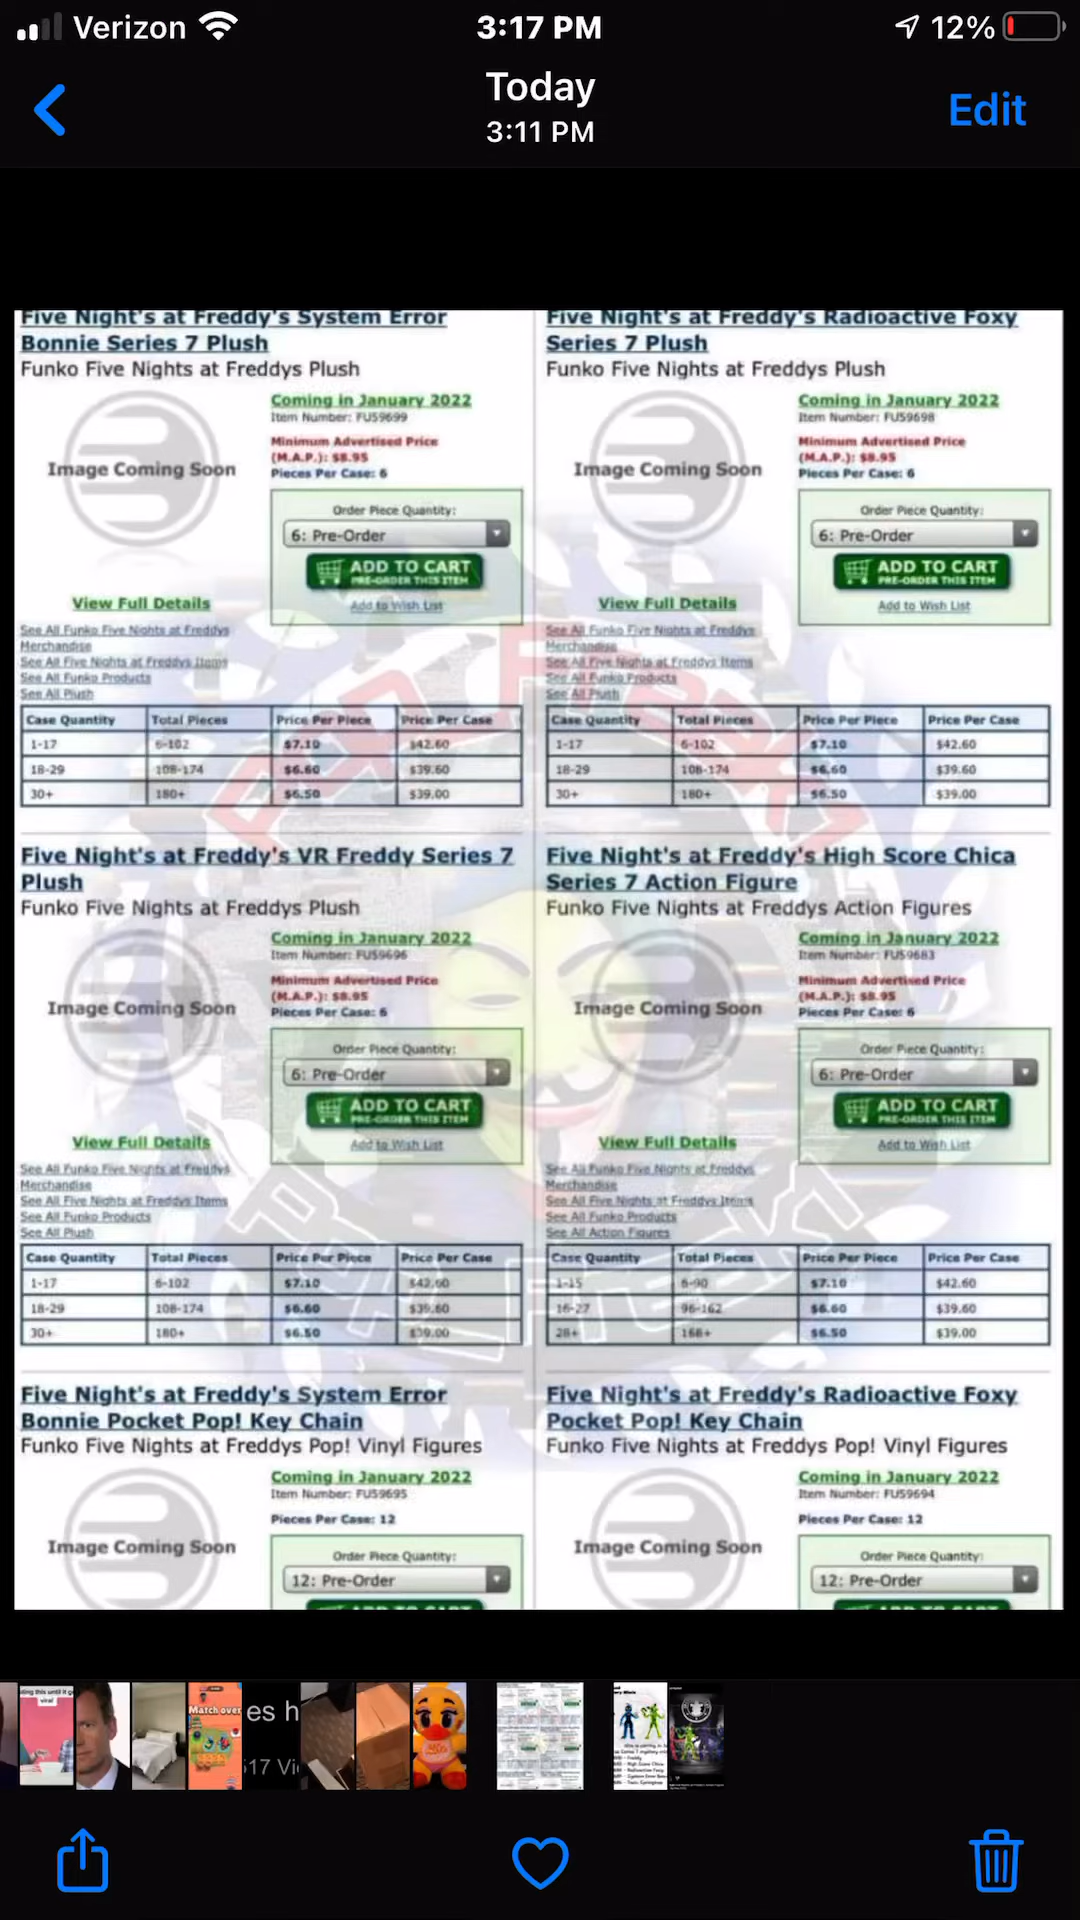 Verizon 3:17 PM 12%
Today
3:11 PM
Edit
Five Night's at Freddy's System Error
Bonnie Series 7 Plush
Funko Five Nights at Freddys Plush
Coming in January 2022
Item Number: FU59699
Minimum Advertised Price
(M.A.P.): $8.95
Pieces Per Case: 6
Image Coming Soon
Order Piece Quantity:
6: Pre-Order
ADD TO CART
PRE-ORDER THIS ITEM
Add to Wish List
View Full Details
See All Funko Five Nights at Freddys
Merchandise
See All Five Nights at Freddys Items
See All Funko Products
See All Plush
Case Quantity Total Pieces Price Per Piece Price Per Case
1-17 6-102 $7.10 $42.60
18-29 108-174 $6.60 $39.60
30+ 180+ $6.50 $39.00
Five Night's at Freddy's Radioactive Foxy
Series 7 Plush
Funko Five Nights at Freddys Plush
Coming in January 2022
Item Number: FU59698
Minimum Advertised Price
(M.A.P.): $8.95
Pieces Per Case: 6
Image Coming Soon
Order Piece Quantity:
6: Pre-Order
ADD TO CART
PRE-ORDER THIS ITEM
Add to Wish List
View Full Details
See All Funko Five Nights at Freddys
Merchandise
See All Five Nights at Freddys Items
See All Funko Products
See All Plush
Case Quantity Total Pieces Price Per Piece Price Per Case
1-17 6-102 $7.10 $42.60
18-29 108-174 $6.60 $39.60
30+ 180+ $6.50 $39.00
Five Night's at Freddy's VR Freddy Series 7
Plush
Funko Five Nights at Freddys Plush
Coming in January 2022
Item Number: FU59696
Minimum Advertised Price
(M.A.P.): $8.95
Pieces Per Case: 6
Image Coming Soon
Order Piece Quantity:
6: Pre-Order
ADD TO CART
PRE-ORDER THIS ITEM
Add to Wish List
View Full Details
See All Funko Five Nights at Freddys
Merchandise
See All Five Nights at Freddys Items
See All Funko Products
See All Plush
Case Quantity Total Pieces Price Per Piece Price Per Case
1-17 6-102 $7.10 $42.60
18-29 108-174 $6.60 $39.60
30+ 180+ $6.50 $39.00
Five Night's at Freddy's High Score Chica
Series 7 Action Figure
Funko Five Nights at Freddys Action Figures
Coming in January 2022
Item Number: FU59683
Minimum Advertised Price
(M.A.P.): $8.95
Pieces Per Case: 6
Image Coming Soon
Order Piece Quantity:
6: Pre-Order
ADD TO CART
PRE-ORDER THIS ITEM
Add to Wish List
View Full Details
See All Funko Five Nights at Freddys
Merchandise
See All Five Nights at Freddys Items
See All Funko Products
See All Action Figures
Case Quantity Total Pieces Price Per Piece Price Per Case
1-15 6-90 $7.10 $42.60
16-27 96-162 $6.60 $39.60
28+ 168+ $6.50 $39.00
Five Night's at Freddy's System Error
Bonnie Pocket Pop! Key Chain
Funko Five Nights at Freddys Pop! Vinyl Figures
Coming in January 2022
Item Number: FU59695
Pieces Per Case: 12
Image Coming Soon
Order Piece Quantity:
12: Pre-Order
Five Night's at Freddy's Radioactive Foxy
Pocket Pop! Key Chain
Funko Five Nights at Freddys Pop! Vinyl Figures
Coming in January 2022
Item Number: FU59694
Pieces Per Case: 12
Image Coming Soon
Order Piece Quantity:
12: Pre-Order
Match over
es h
517 Vi